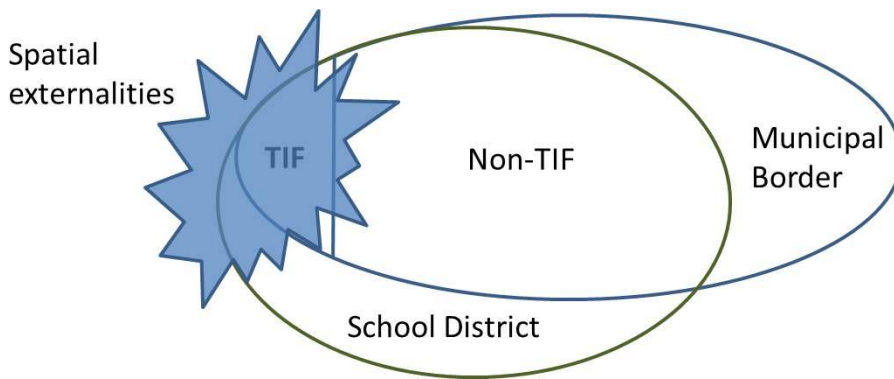 Spatial
externalities
TIF
Non-TIF
Municipal
Border
School District